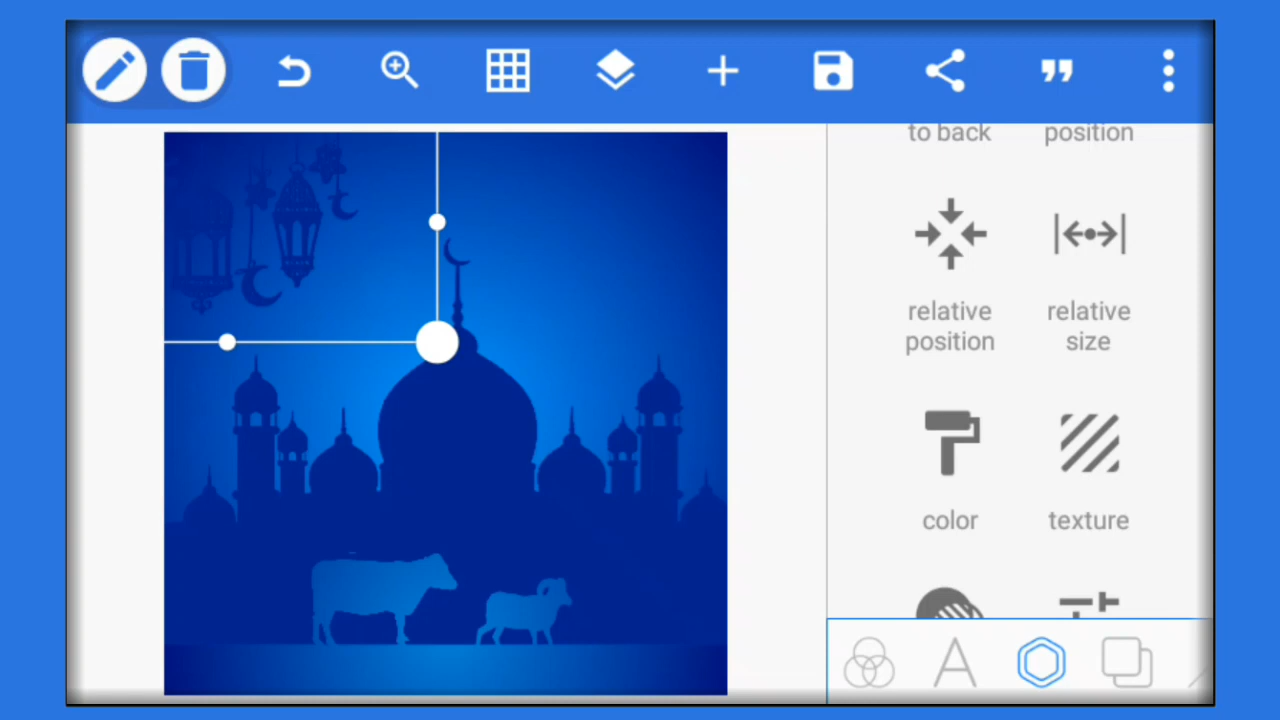 to back
position
relative
position
relative
size
color
texture